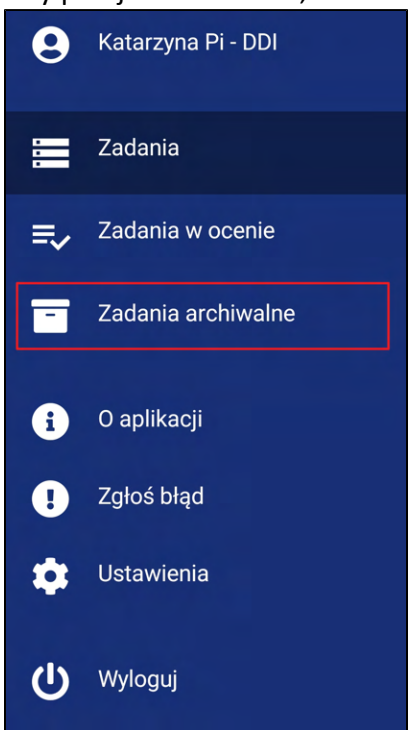 Katarzyna Pi - DDI
Zadania
Zadania w ocenie
Zadania archiwalne
O aplikacji
Zgłoś błąd
Ustawienia
Wyloguj